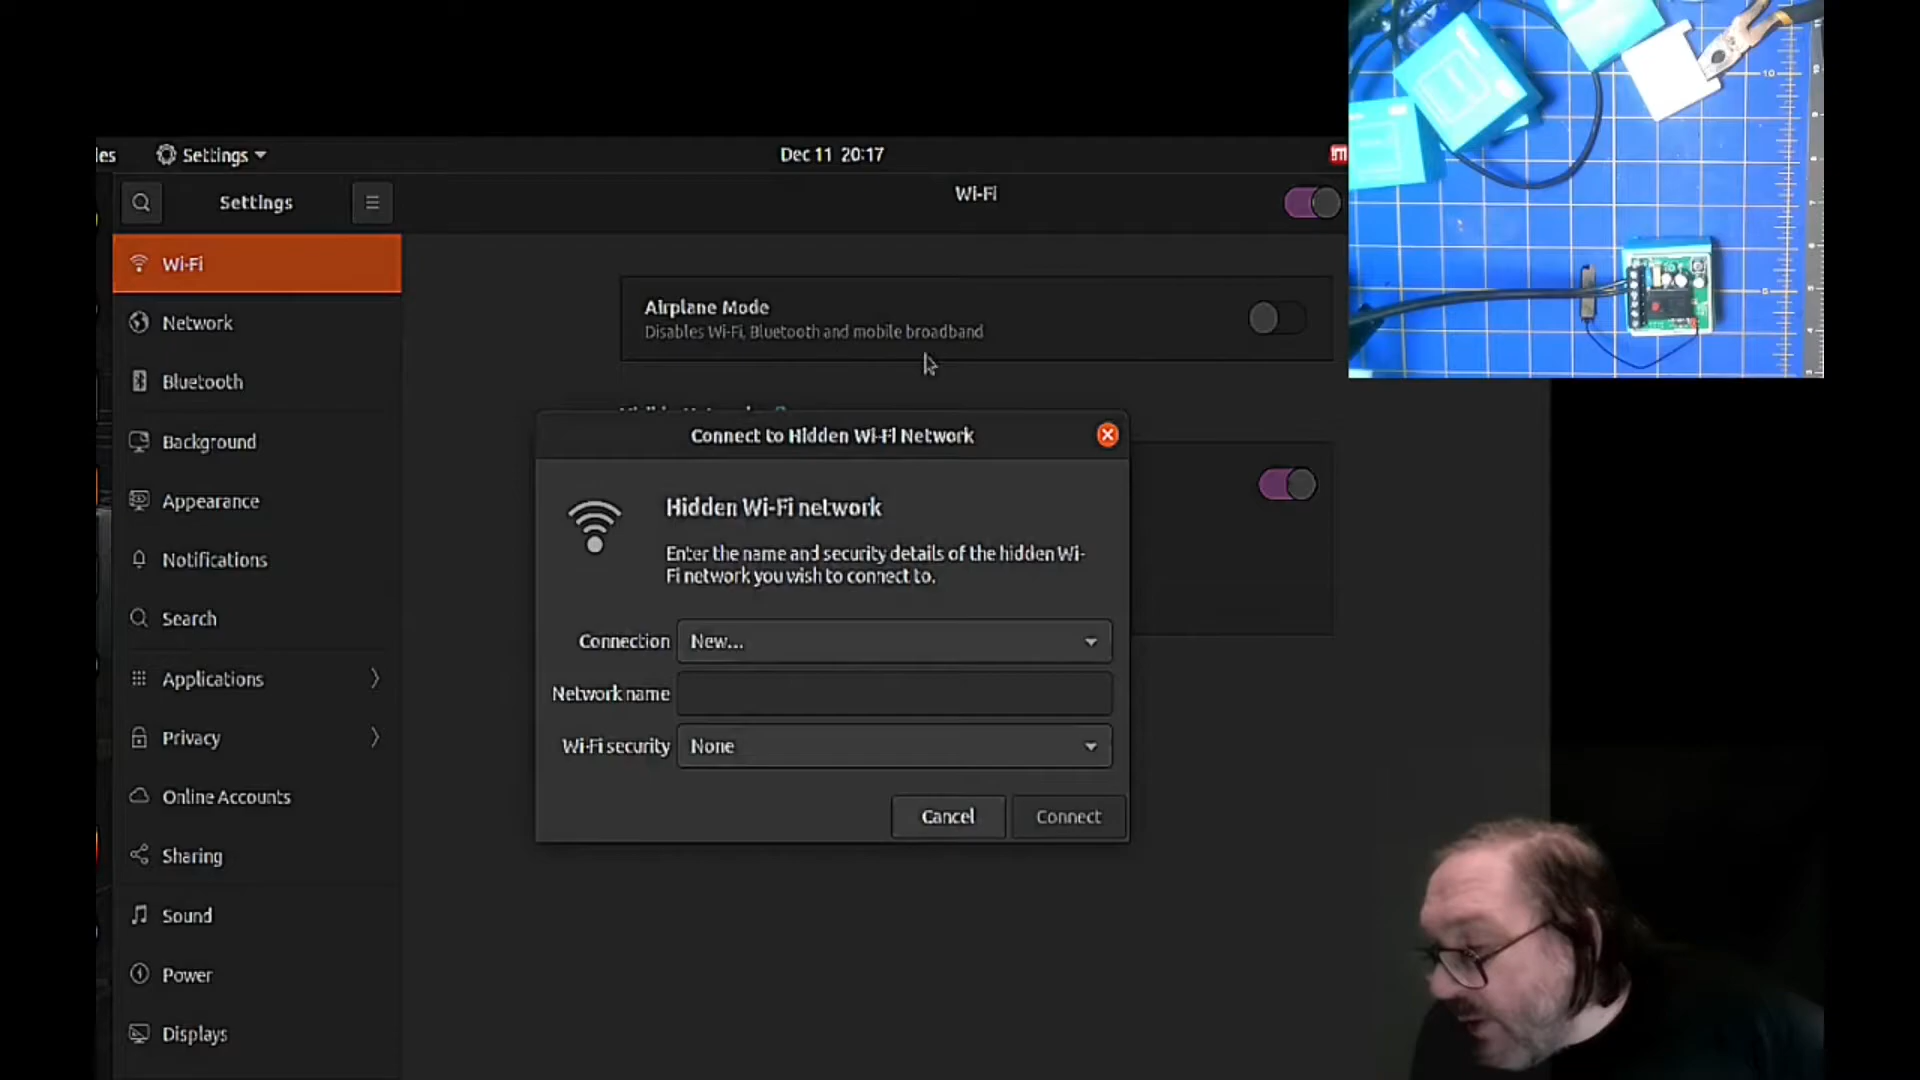 les
Settings
Dec 11 20:17
Settings
Wi-Fi
Wi-Fi
Network
Bluetooth
Background
Appearance
Notifications
Search
Applications
Privacy
Online Accounts
Sharing
Sound
Power
Displays
Airplane Mode
Disables Wi-Fi, Bluetooth and mobile broadband
Connect to Hidden Wi-Fi Network
Hidden Wi-Fi network
Enter the name and security details of the hidden Wi-
Fi network you wish to connect to.
Connection New...
Network name
Wi-Fi security None
Cancel Connect
10